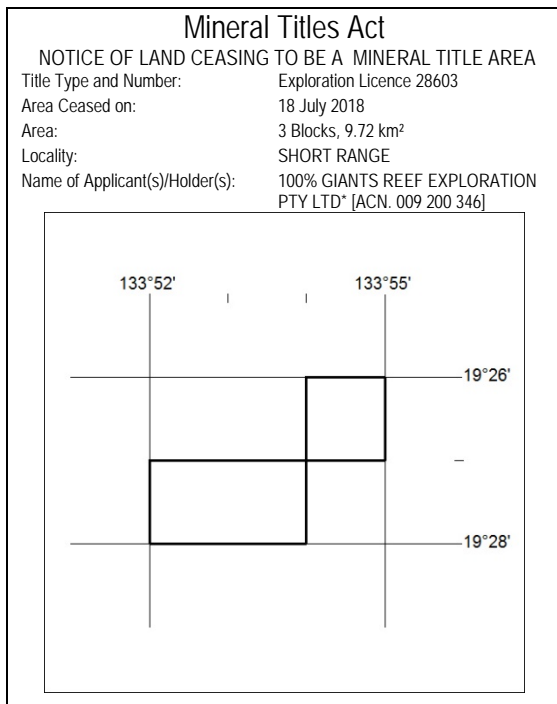 Mineral Titles Act
NOTICE OF LAND CEASING TO BE A MINERAL TITLE AREA
Title Type and Number: Exploration Licence 28603
Area Ceased on: 18 July 2018
Area: 3 Blocks, 9.72 km²
Locality: SHORT RANGE
Name of Applicant(s)/Holder(s): 100% GIANTS REEF EXPLORATION
PTY LTD* [ACN. 009 200 346]
133°52' 133°55'
19°26'
19°28'